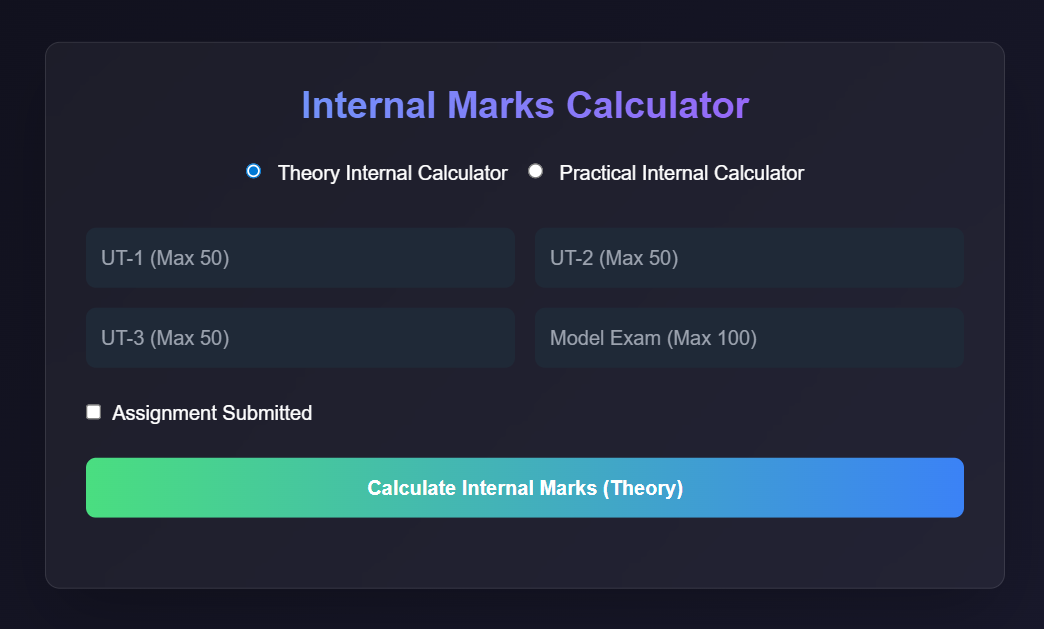 Internal Marks Calculator
Theory Internal Calculator Practical Internal Calculator
UT-1 (Max 50) UT-2 (Max 50)
UT-3 (Max 50) Model Exam (Max 100)
Assignment Submitted
Calculate Internal Marks (Theory)